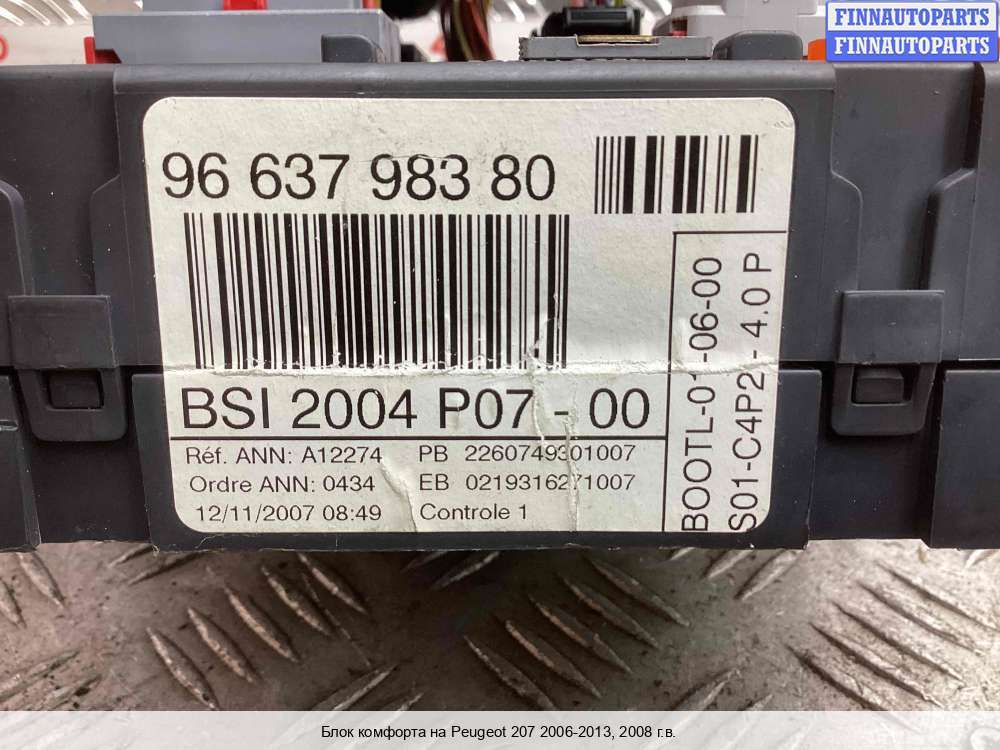 FINNAUTOPARTS
FINNAUTOPARTS
96 637 983 80
BSI 2004 P07 - 00
Réf. ANN: A12274 PB 2260749301007
Ordre ANN: 0434 EB 0219316271007
12/11/2007 08:49 Controle 1
BOOTL-01-06-00
S01-C4P2 - 4.0 P
Блок комфорта на Peugeot 207 2006-2013, 2008 г.в.